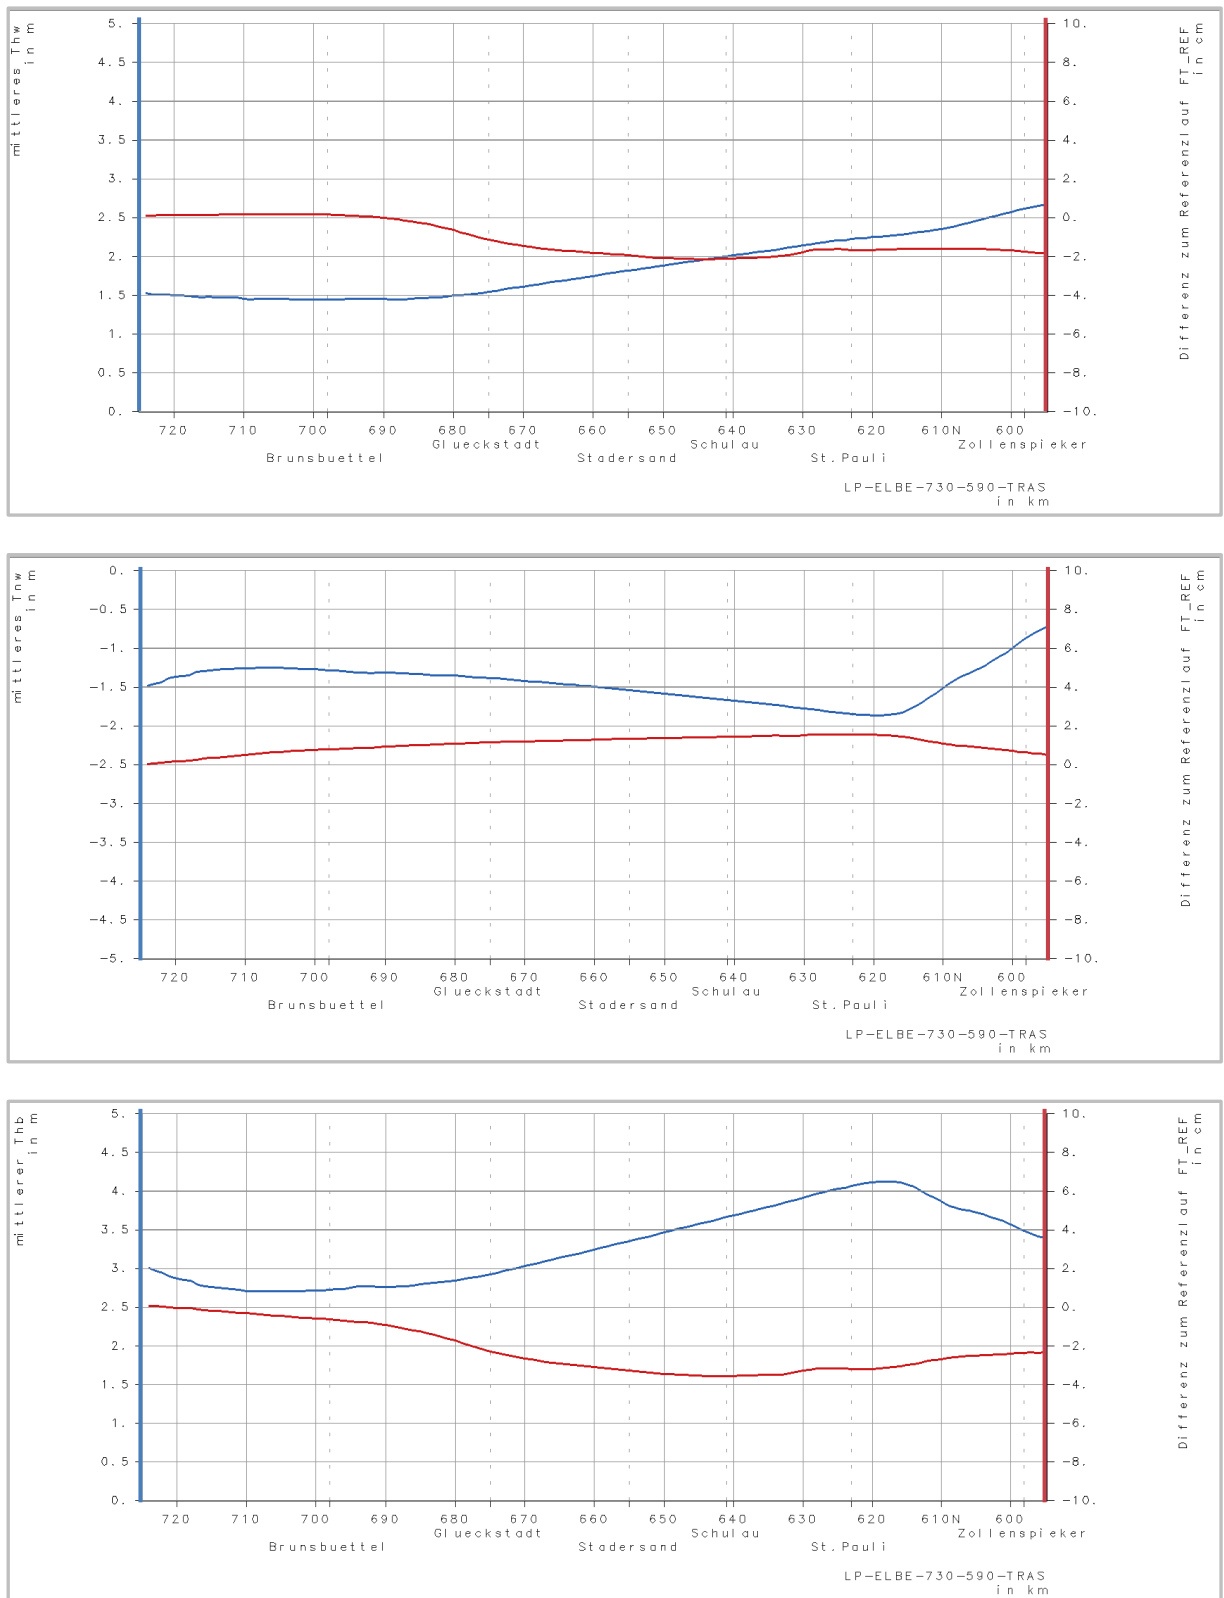 mittleres Thw
in m
5.
4.5
4.
3.5
3.
2.5
2.
1.5
1.
0.5
0.
10.
8.
6.
4.
2.
0.
-2.
-4.
-6.
-8.
-10.
Differenz zum Referenzlauf FT_REF
in cm
720 710 700 690 680 670 660 650 640 630 620 610N 600
Glueckstadt Schulau Zollenspieker
Brunsbuettel Stadersand St.Pauli
LP-ELBE-730-590-TRAS
in km
mittleres Tnw
in m
0.
-0.5
-1.
-1.5
-2.
-2.5
-3.
-3.5
-4.
-4.5
-5.
10.
8.
6.
4.
2.
0.
-2.
-4.
-6.
-8.
-10.
Differenz zum Referenzlauf FT_REF
in cm
720 710 700 690 680 670 660 650 640 630 620 610N 600
Glueckstadt Schulau Zollenspieker
Brunsbuettel Stadersand St.Pauli
LP-ELBE-730-590-TRAS
in km
mittlerer Thb
in m
5.
4.5
4.
3.5
3.
2.5
2.
1.5
1.
0.5
0.
10.
8.
6.
4.
2.
0.
-2.
-4.
-6.
-8.
-10.
Differenz zum Referenzlauf FT_REF
in cm
720 710 700 690 680 670 660 650 640 630 620 610N 600
Glueckstadt Schulau Zollenspieker
Brunsbuettel Stadersand St.Pauli
LP-ELBE-730-590-TRAS
in km